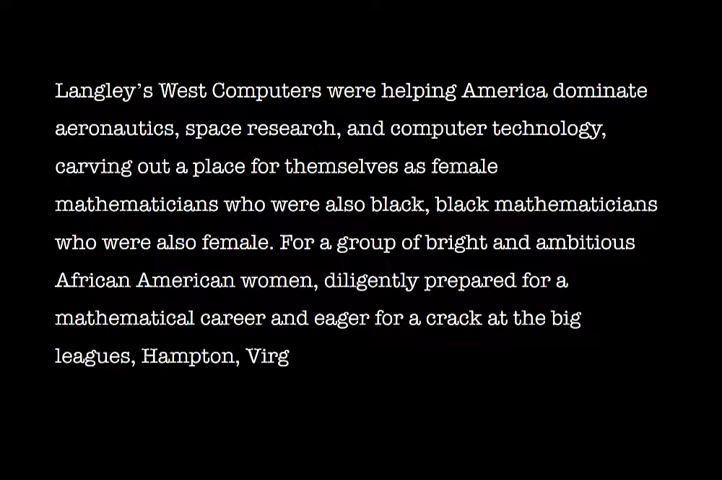 Langley’s West Computers were helping America dominate
aeronautics, space research, and computer technology,
carving out a place for themselves as female
mathematicians who were also black, black mathematicians
who were also female. For a group of bright and ambitious
African American women, diligently prepared for a
mathematical career and eager for a crack at the big
leagues, Hampton, Virg